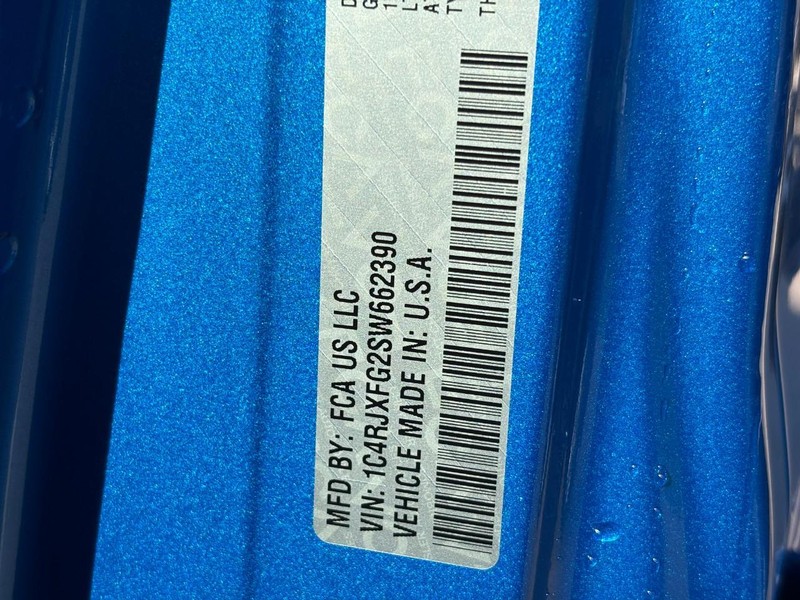 MFD BY: FCA US LLC
VIN: 1C4RJXFG2SW662390
VEHICLE MADE IN: U.S.A.